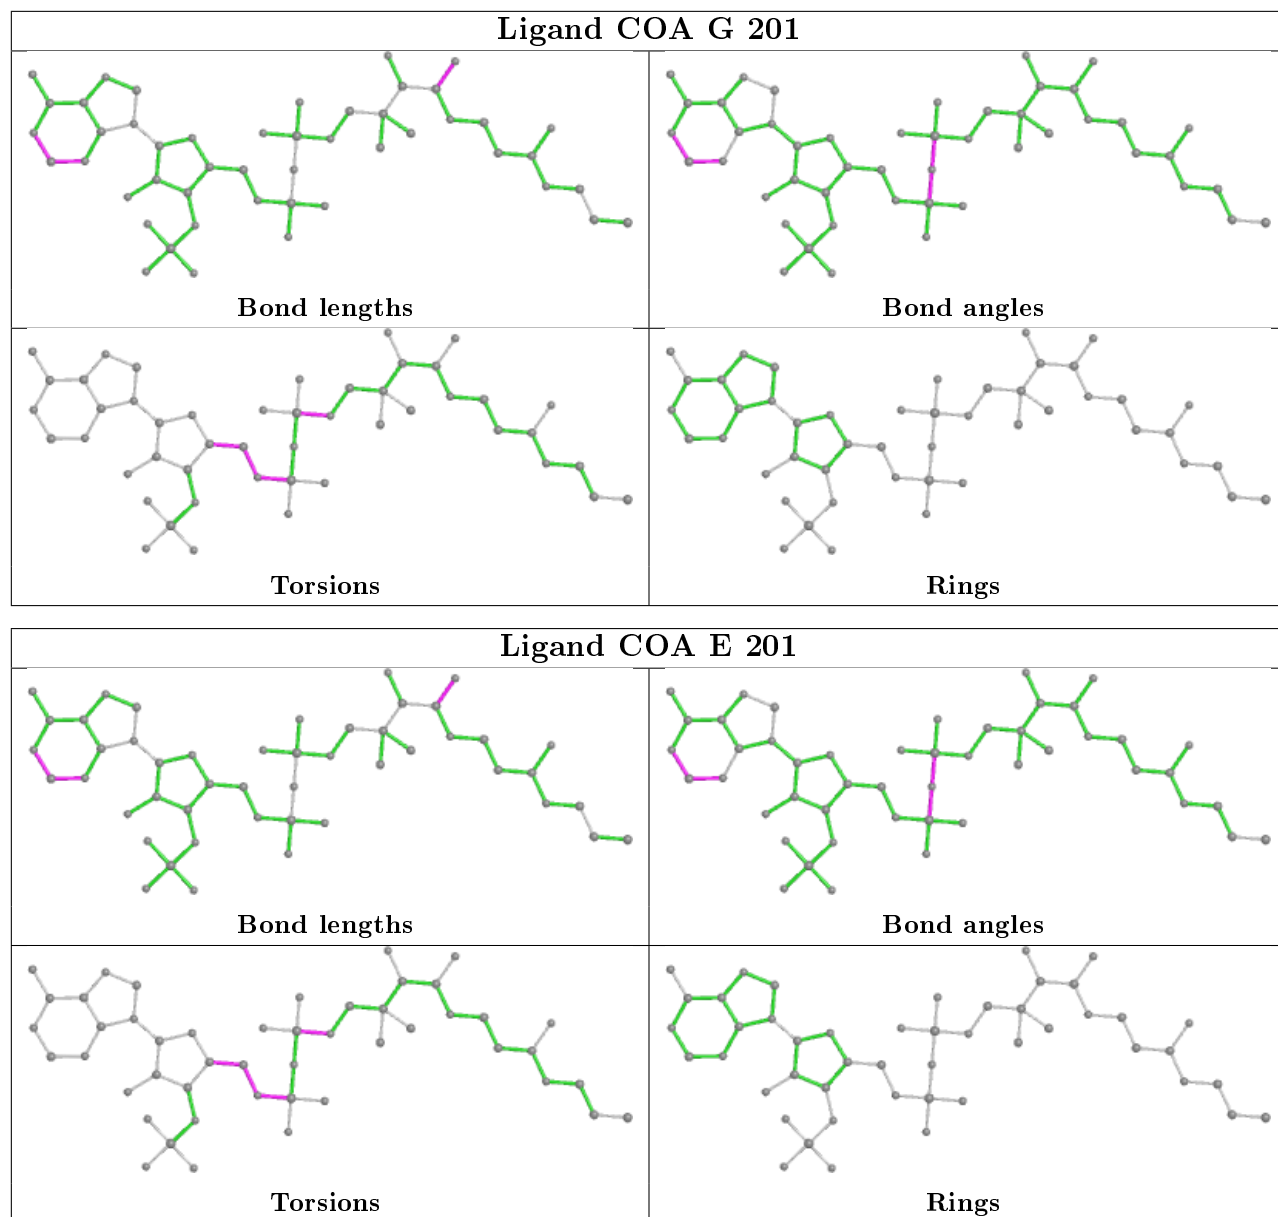 Ligand COA G 201
Bond lengths
Bond angles
Torsions
Rings
Ligand COA E 201
Bond lengths
Bond angles
Torsions
Rings